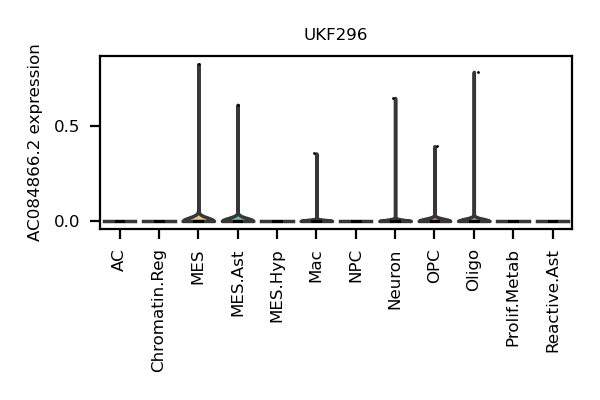 UKF296
AC084866.2 expression
0.5
0.0
AC
Chromatin.Reg
MES
MES.Ast
MES.Hyp
Mac
NPC
Neuron
OPC
Oligo
Prolif.Metab
Reactive.Ast